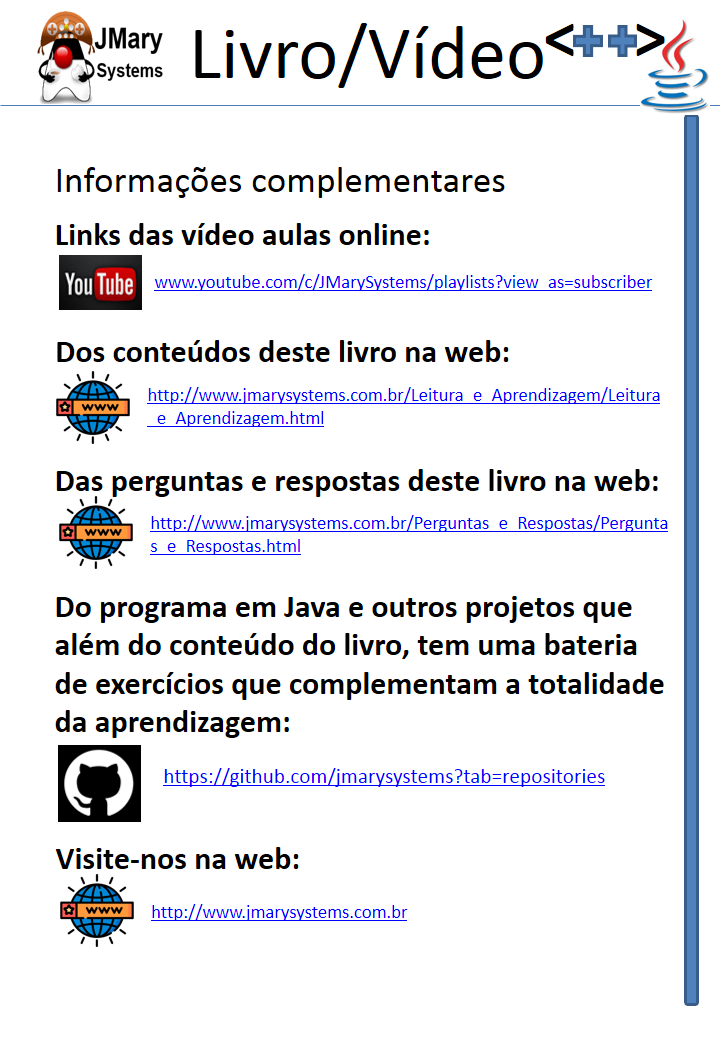 JMary
Systems
Livro/Vídeo<++>
Informações complementares
Links das vídeo aulas online:
YouTube
www.youtube.com/c/JMarySystems/playlists?view_as=subscriber
Dos conteúdos deste livro na web:
WWW
http://www.jmarysystems.com.br/Leitura_e_Aprendizagem/Leitura
_e_Aprendizagem.html
Das perguntas e respostas deste livro na web:
WWW
http://www.jmarysystems.com.br/Perguntas_e_Respostas/Pergunta
s_e_Respostas.html
Do programa em Java e outros projetos que
além do conteúdo do livro, tem uma bateria
de exercícios que complementam a totalidade
da aprendizagem:
https://github.com/jmarysystems?tab=repositories
Visite-nos na web:
WWW
http://www.jmarysystems.com.br